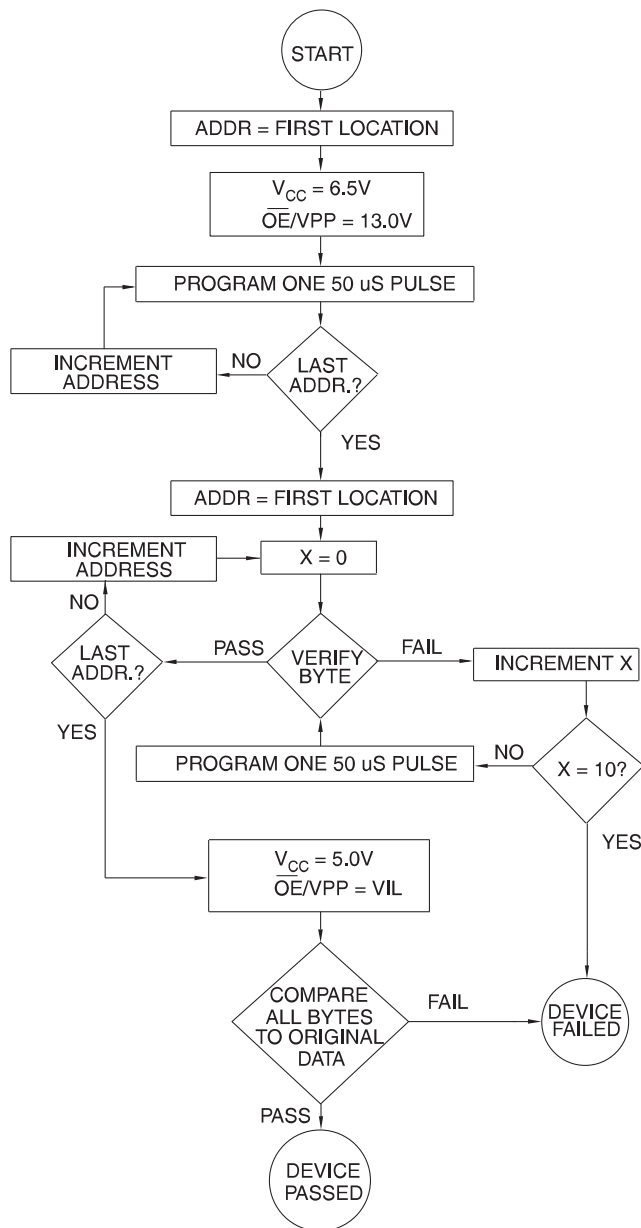 START
ADDR = FIRST LOCATION
VCC = 6.5V
OE/VPP = 13.0V
PROGRAM ONE 50 uS PULSE
INCREMENT
ADDRESS
NO
LAST
ADDR.?
YES
ADDR = FIRST LOCATION
INCREMENT
ADDRESS
X = 0
NO
LAST
ADDR.?
PASS
VERIFY
BYTE
FAIL
INCREMENT X
YES
PROGRAM ONE 50 uS PULSE
NO
X = 10?
YES
VCC = 5.0V
OE/VPP = VIL
COMPARE
ALL BYTES
TO ORIGINAL
DATA
FAIL
DEVICE
FAILED
PASS
DEVICE
PASSED